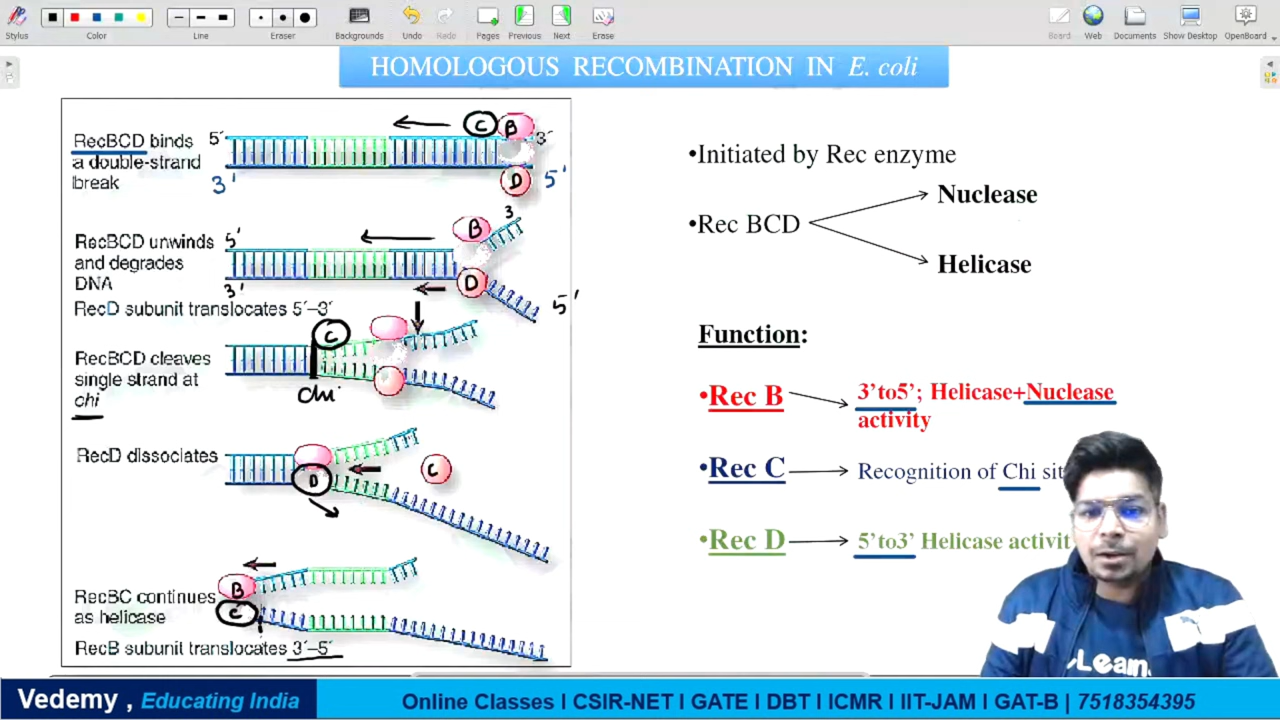 Stylus
Color
Line
Eraser
Backgrounds
Undo
Redo
Pages
Previous
Next
Erase
Board
Web
Documents
Show Desktop
OpenBoard
HOMOLOGOUS RECOMBINATION IN E. coli
RecBCD binds
a double-strand
break
5´
C
B
3´
3'
D
5'
RecBCD unwinds
and degrades
DNA
5'
B
3
3'
D
5'
RecD subunit translocates 5´–3´
RecBCD cleaves
single strand at
chi
C
chi
RecD dissociates
D
C
RecBC continues
as helicase
B
C
RecB subunit translocates 3´–5´
•Initiated by Rec enzyme
•Rec BCD
Nuclease
Helicase
Function:
•Rec B
3’to5’; Helicase+Nuclease
activity
•Rec C
Recognition of Chi sit
•Rec D
5’to3’ Helicase activit
Lean
Vedemy , Educating India
Online Classes I CSIR-NET I GATE I DBT I ICMR I IIT-JAM I GAT-B | 7518354395